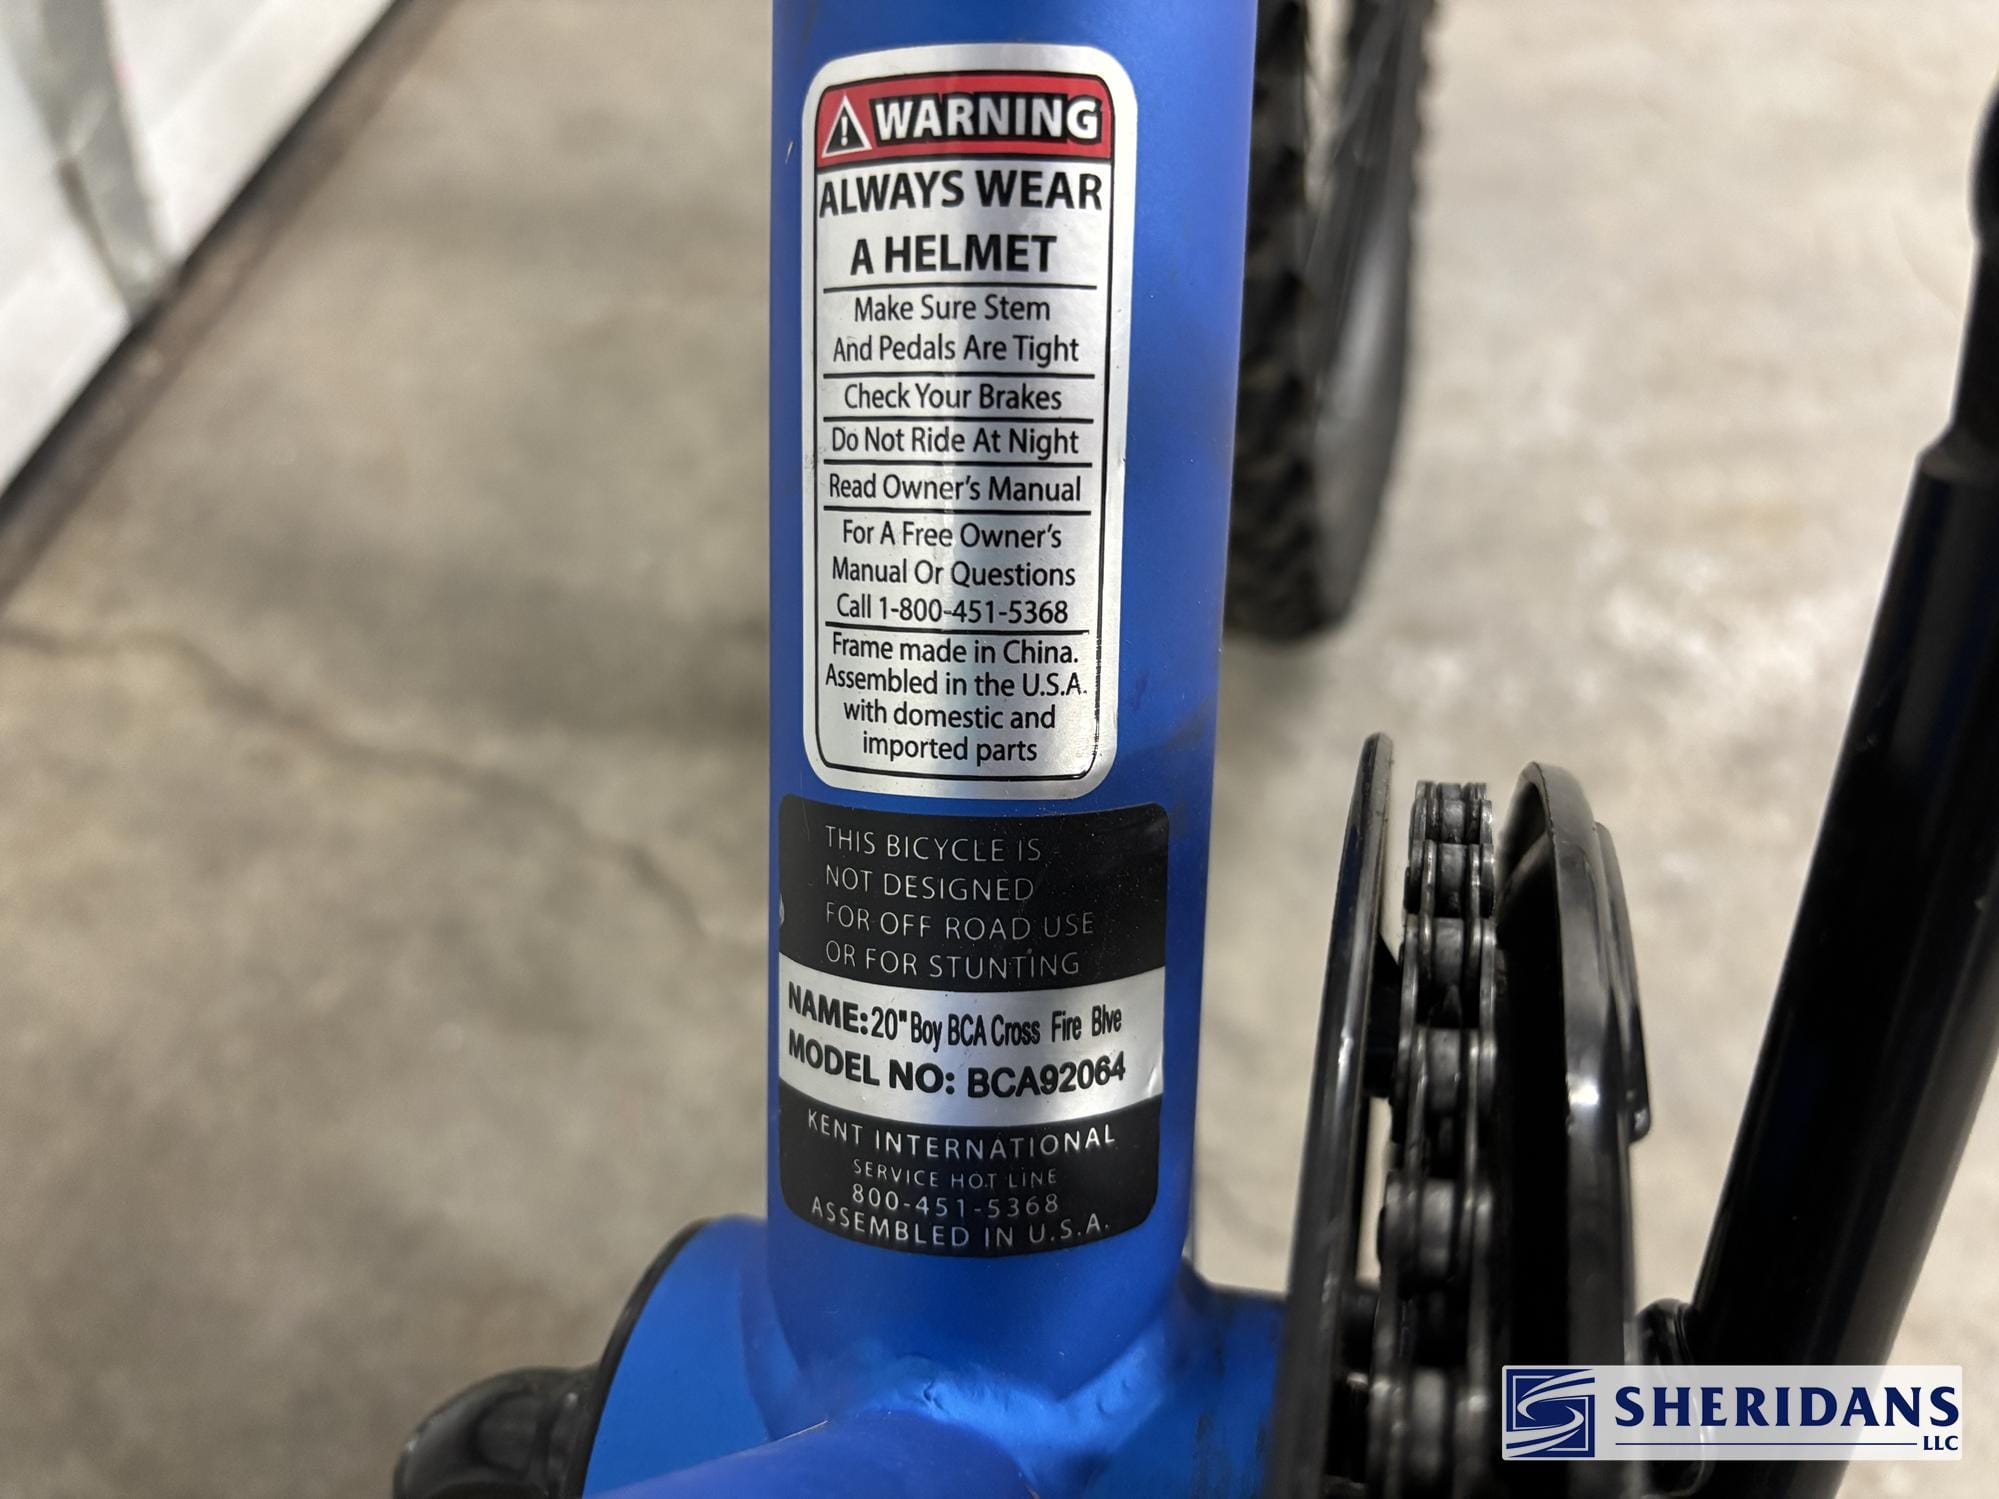 WARNING
ALWAYS WEAR
A HELMET
Make Sure Stem
And Pedals Are Tight
Check Your Brakes
Do Not Ride At Night
Read Owner's Manual
For A Free Owner's
Manual Or Questions
Call 1-800-451-5368
Frame made in China.
Assembled in the U.S.A.
with domestic and
imported parts
THIS BICYCLE IS
NOT DESIGNED
FOR OFF ROAD USE
OR FOR STUNTING
NAME: 20" Boy BCA Cross Fire Blve
MODEL NO: BCA92064
KENT INTERNATIONAL
SERVICE HOT LINE
800-451-5368
ASSEMBLED IN U.S.A.
SHERIDANS
LLC